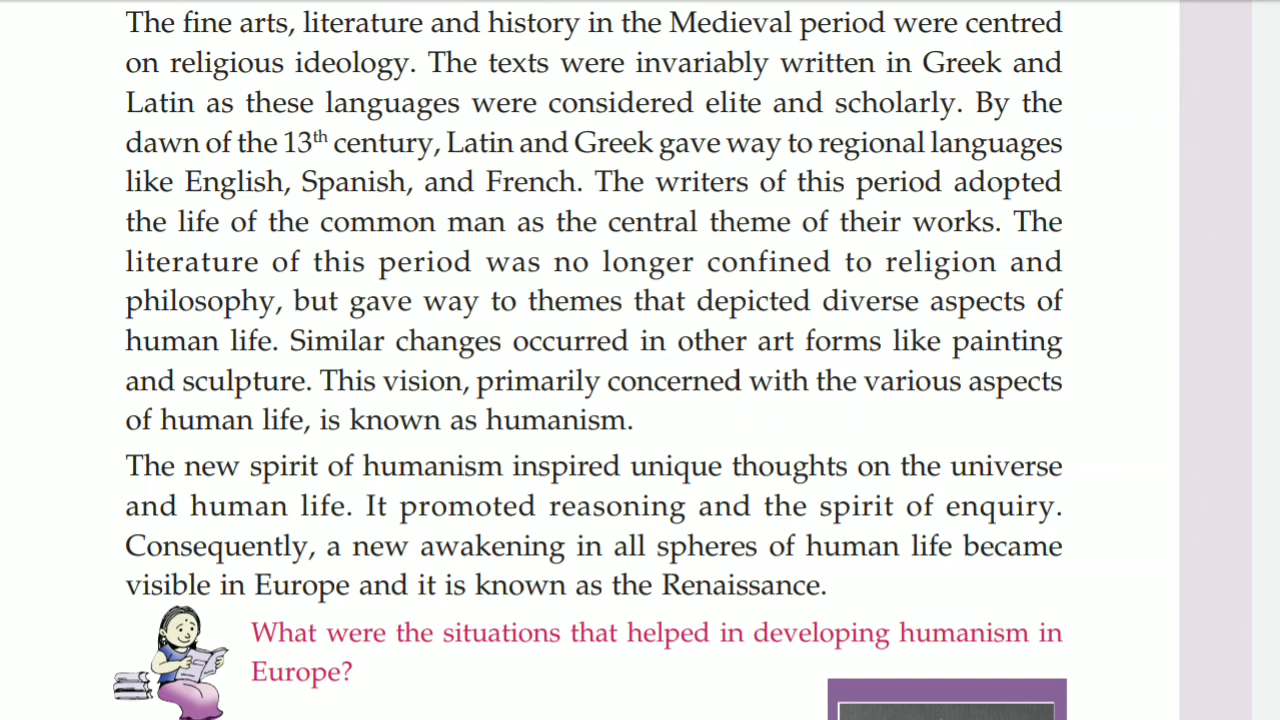 The fine arts, literature and history in the Medieval period were centred
on religious ideology. The texts were invariably written in Greek and
Latin as these languages were considered elite and scholarly. By the
dawn of the 13th century, Latin and Greek gave way to regional languages
like English, Spanish, and French. The writers of this period adopted
the life of the common man as the central theme of their works. The
literature of this period was no longer confined to religion and
philosophy, but gave way to themes that depicted diverse aspects of
human life. Similar changes occurred in other art forms like painting
and sculpture. This vision, primarily concerned with the various aspects
of human life, is known as humanism.
The new spirit of humanism inspired unique thoughts on the universe
and human life. It promoted reasoning and the spirit of enquiry.
Consequently, a new awakening in all spheres of human life became
visible in Europe and it is known as the Renaissance.
What were the situations that helped in developing humanism in
Europe?